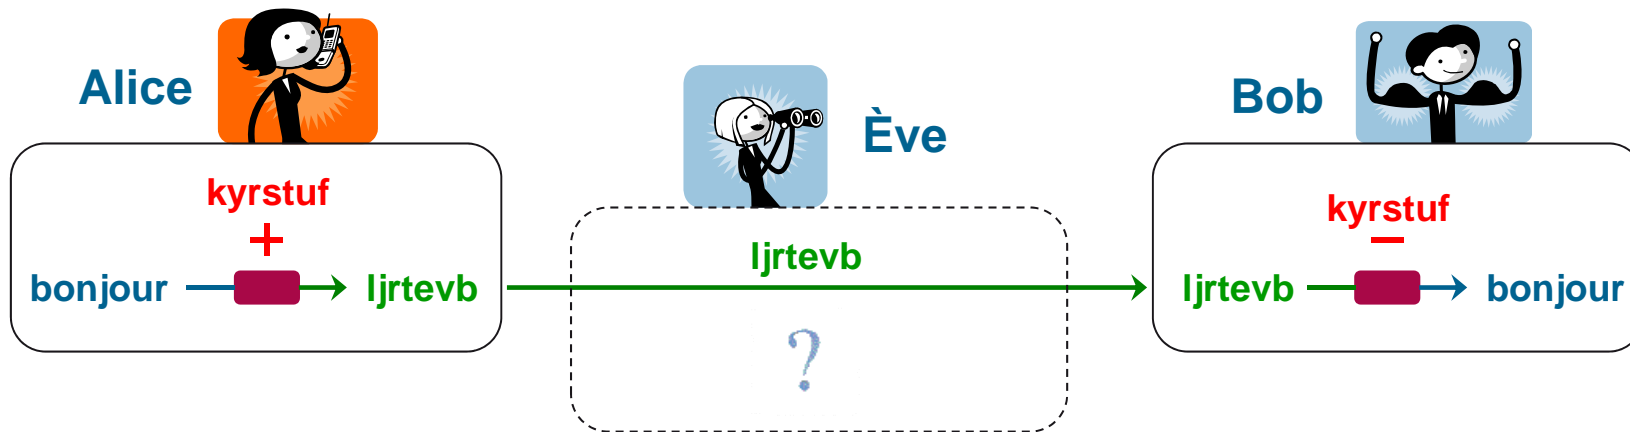 Alice
kyrstuf
+
bonjour
ljrtevb
Ève
ljrtevb
?
Bob
kyrstuf
−
ljrtevb
bonjour